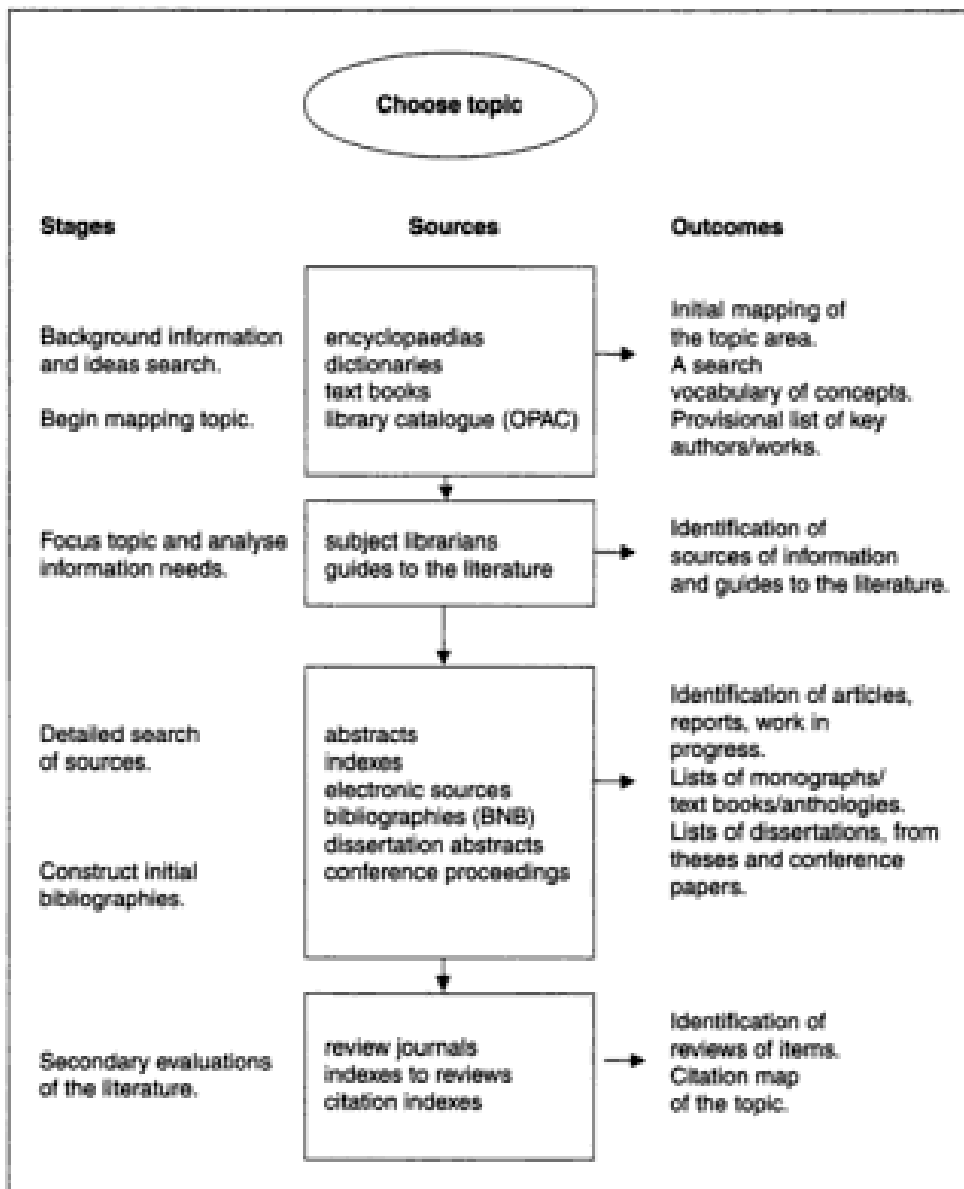 Choose topic
Stages
Sources
Outcomes
Background information
and ideas search.
Begin mapping topic.
encyclopaedias
dictionaries
text books
library catalogue (OPAC)
Initial mapping of
the topic area.
A search
vocabulary of concepts.
Provisional list of key
authors/works.
Focus topic and analyse
information needs.
subject librarians
guides to the literature
Identification of
sources of information
and guides to the literature.
Detailed search
of sources.
Construct initial
bibliographies.
abstracts
indexes
electronic sources
bibliographies (BNB)
dissertation abstracts
conference proceedings
Identification of articles,
reports, work in
progress.
Lists of monographs/
text books/anthologies.
Lists of dissertations, from
theses and conference
papers.
Secondary evaluations
of the literature.
review journals
indexes to reviews
citation indexes
Identification of
reviews of items.
Citation map
of the topic.